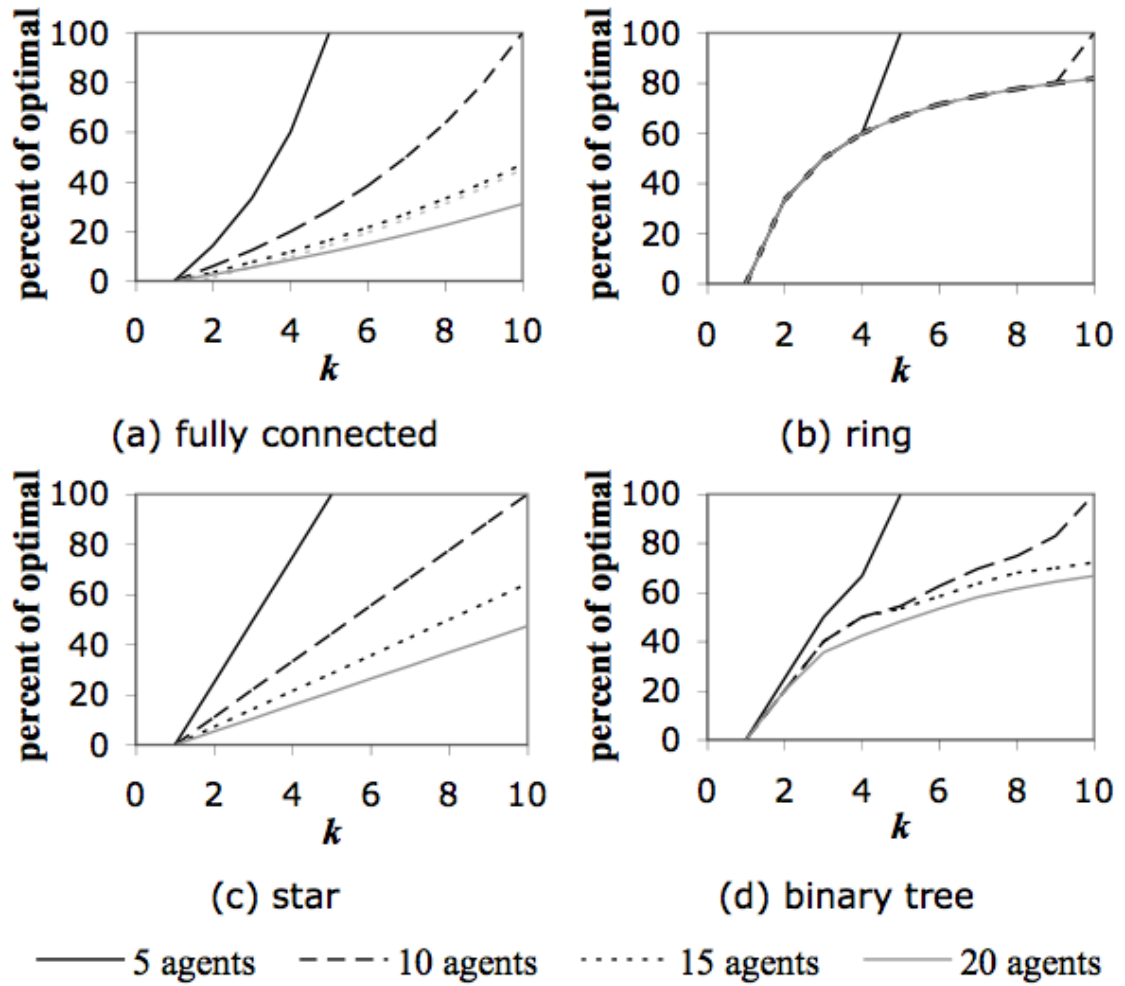 percent of optimal
100
80
60
40
20
0
0 2 4 6 8 10
k
(a) fully connected
percent of optimal
100
80
60
40
20
0
0 2 4 6 8 10
k
(b) ring
percent of optimal
100
80
60
40
20
0
0 2 4 6 8 10
k
(c) star
percent of optimal
100
80
60
40
20
0
0 2 4 6 8 10
k
(d) binary tree
5 agents 10 agents 15 agents 20 agents